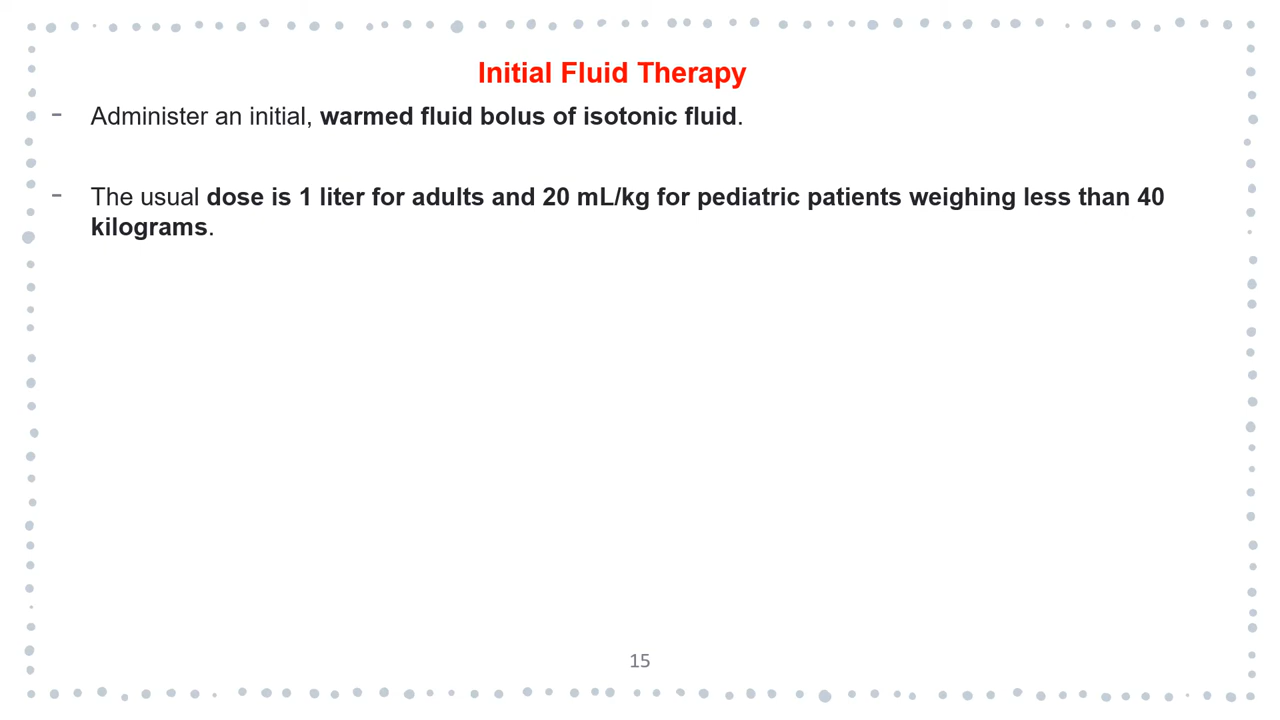 Initial Fluid Therapy
- Administer an initial, warmed fluid bolus of isotonic fluid.
- The usual dose is 1 liter for adults and 20 mL/kg for pediatric patients weighing less than 40
kilograms.
15